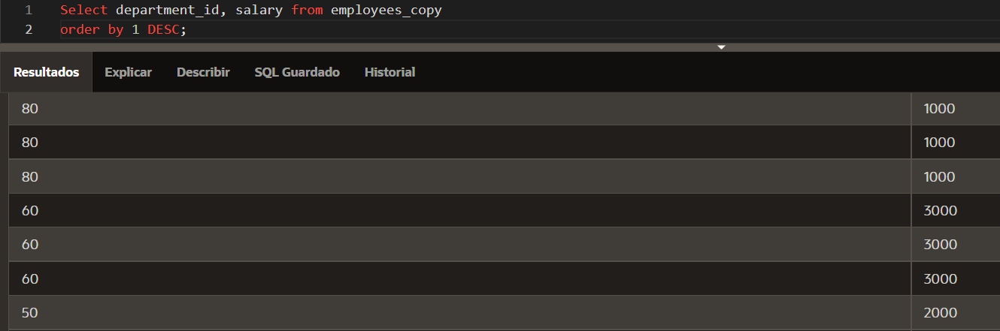 1 Select department_id, salary from employees_copy
2 order by 1 DESC;
Resultados Explicar Describir SQL Guardado Historial
80 1000
80 1000
80 1000
60 3000
60 3000
60 3000
50 2000